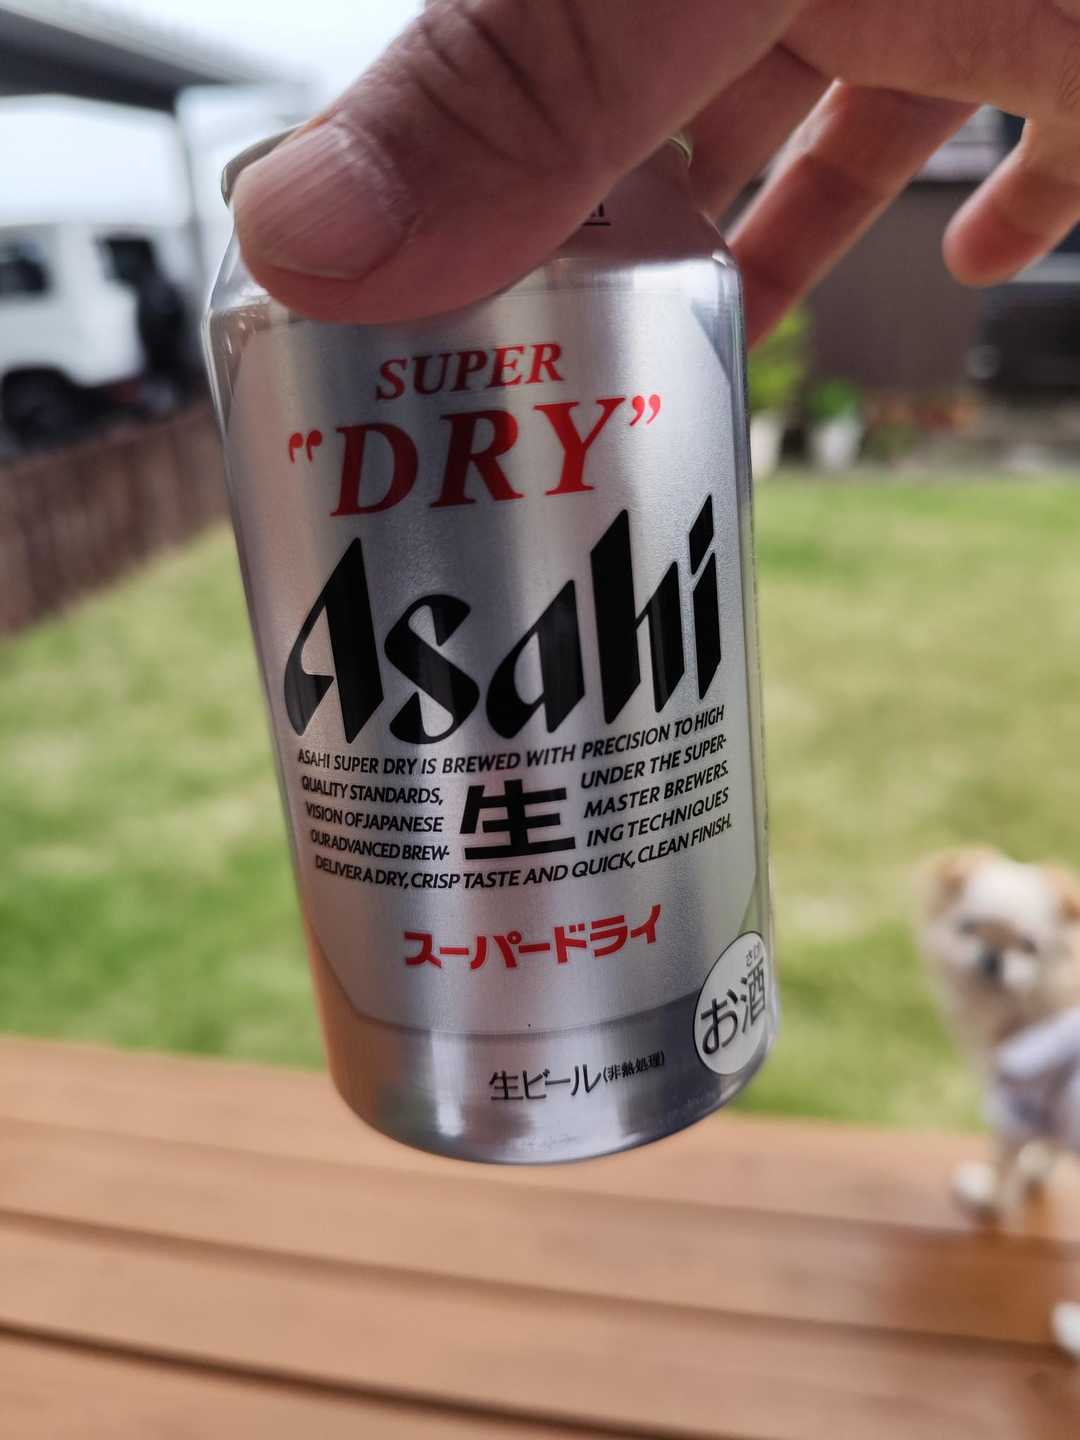 SUPER
“DRY”
Asahi
ASAHI SUPER DRY IS BREWED WITH PRECISION TO HIGH
QUALITY STANDARDS, UNDER THE SUPER-
VISION OF JAPANESE MASTER BREWERS.
OUR ADVANCED BREW- ING TECHNIQUES
DELIVER A DRY, CRISP TASTE AND QUICK, CLEAN FINISH.
生
スーパードライ
さけ
お酒
生ビール(非熱処理)